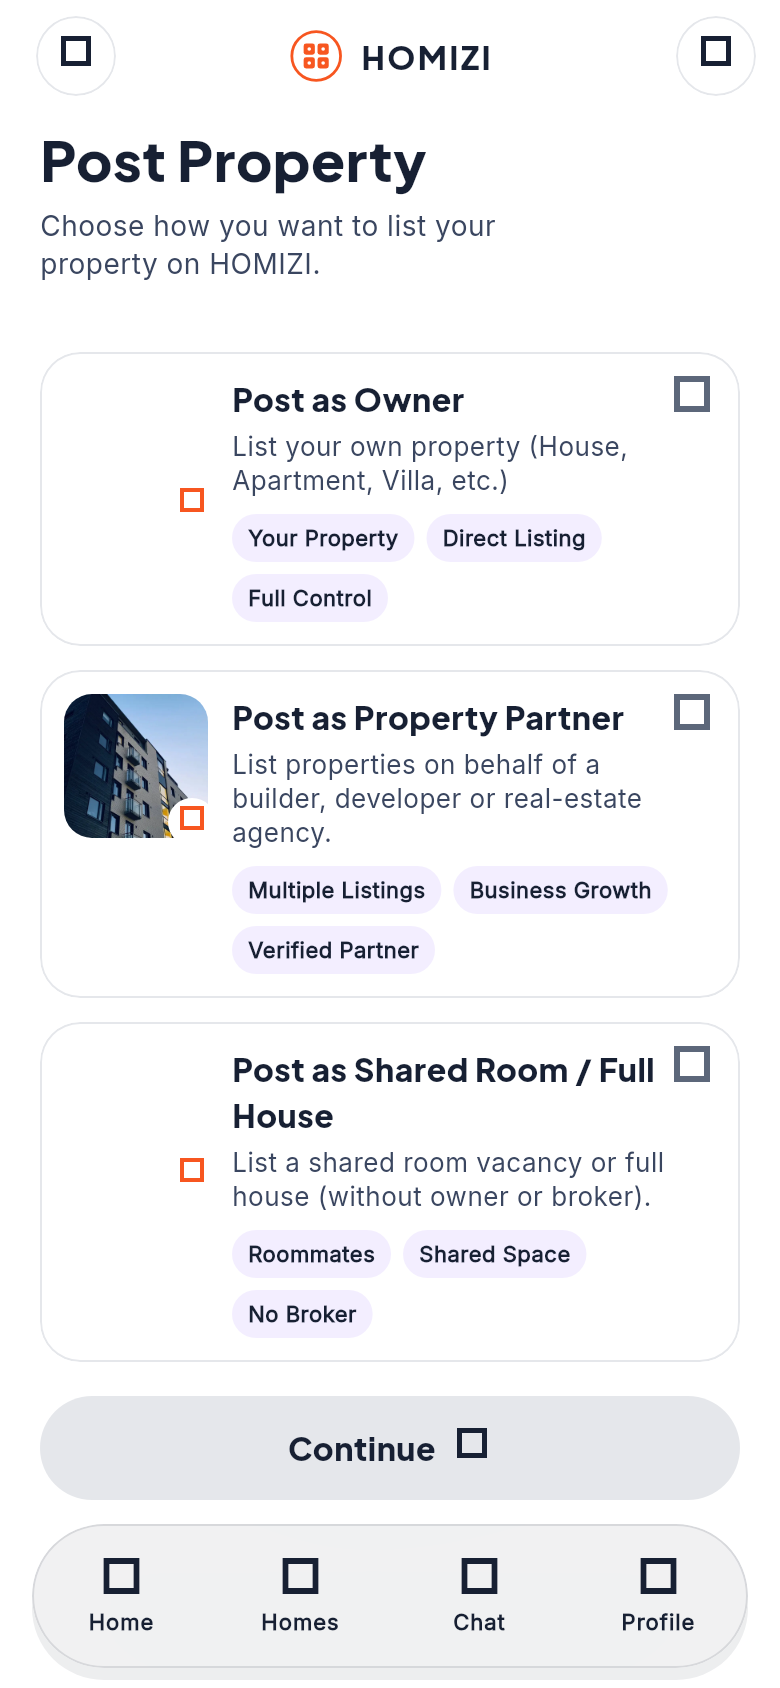 HOMIZI
Post Property
Choose how you want to list your
property on HOMIZI.
Post as Owner
List your own property (House,
Apartment, Villa, etc.)
Your Property
Direct Listing
Full Control
Post as Property Partner
List properties on behalf of a
builder, developer or real-estate
agency.
Multiple Listings
Business Growth
Verified Partner
Post as Shared Room / Full
House
List a shared room vacancy or full
house (without owner or broker).
Roommates
Shared Space
No Broker
Continue
Home
Homes
Chat
Profile